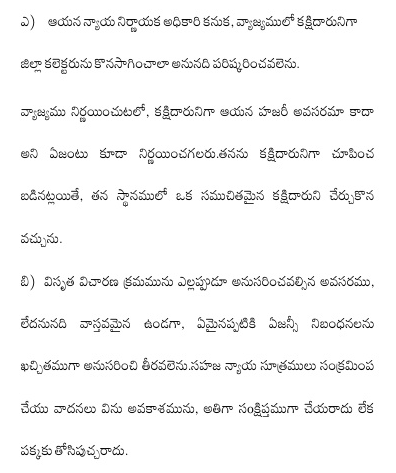 ఎ) ఆయన న్యాయ నిర్ణాయక అధికారి కనుక, వ్యాజ్యములో కక్షిదారునిగా
జిల్లా కలెక్టరును కొనసాగించాలా అనునది పరిష్కరించవలెను.
వ్యాజ్యము నిర్ణయించుటలో, కక్షిదారునిగా ఆయన హజరీ అవసరమా కాదా
అని ఏజంటు కూడా నిర్ణయించగలరు.తనను కక్షిదారునిగా చూపించ
బడినట్లయితే, తన స్థానములో ఒక సముచితమైన కక్షిదారుని చేర్చుకొన
వచ్చును.
బి) విసృత విచారణ క్రమమును ఎల్లప్పుడూ అనుసరించవల్సిన అవసరము,
లేదనునది వాస్తవమైన ఉండగా, ఏమైనప్పటికి ఏజన్సీ నిబంధనలను
ఖచ్చితముగా అనుసరించి తీరవలెను.సహజ న్యాయ సూత్రములు సంక్రమింప
చేయు వాదనలు విను అవకాశమును, అతిగా సంక్షిప్తముగా చేయరాదు లేక
పక్కకు తోసిపుచ్చరాదు.